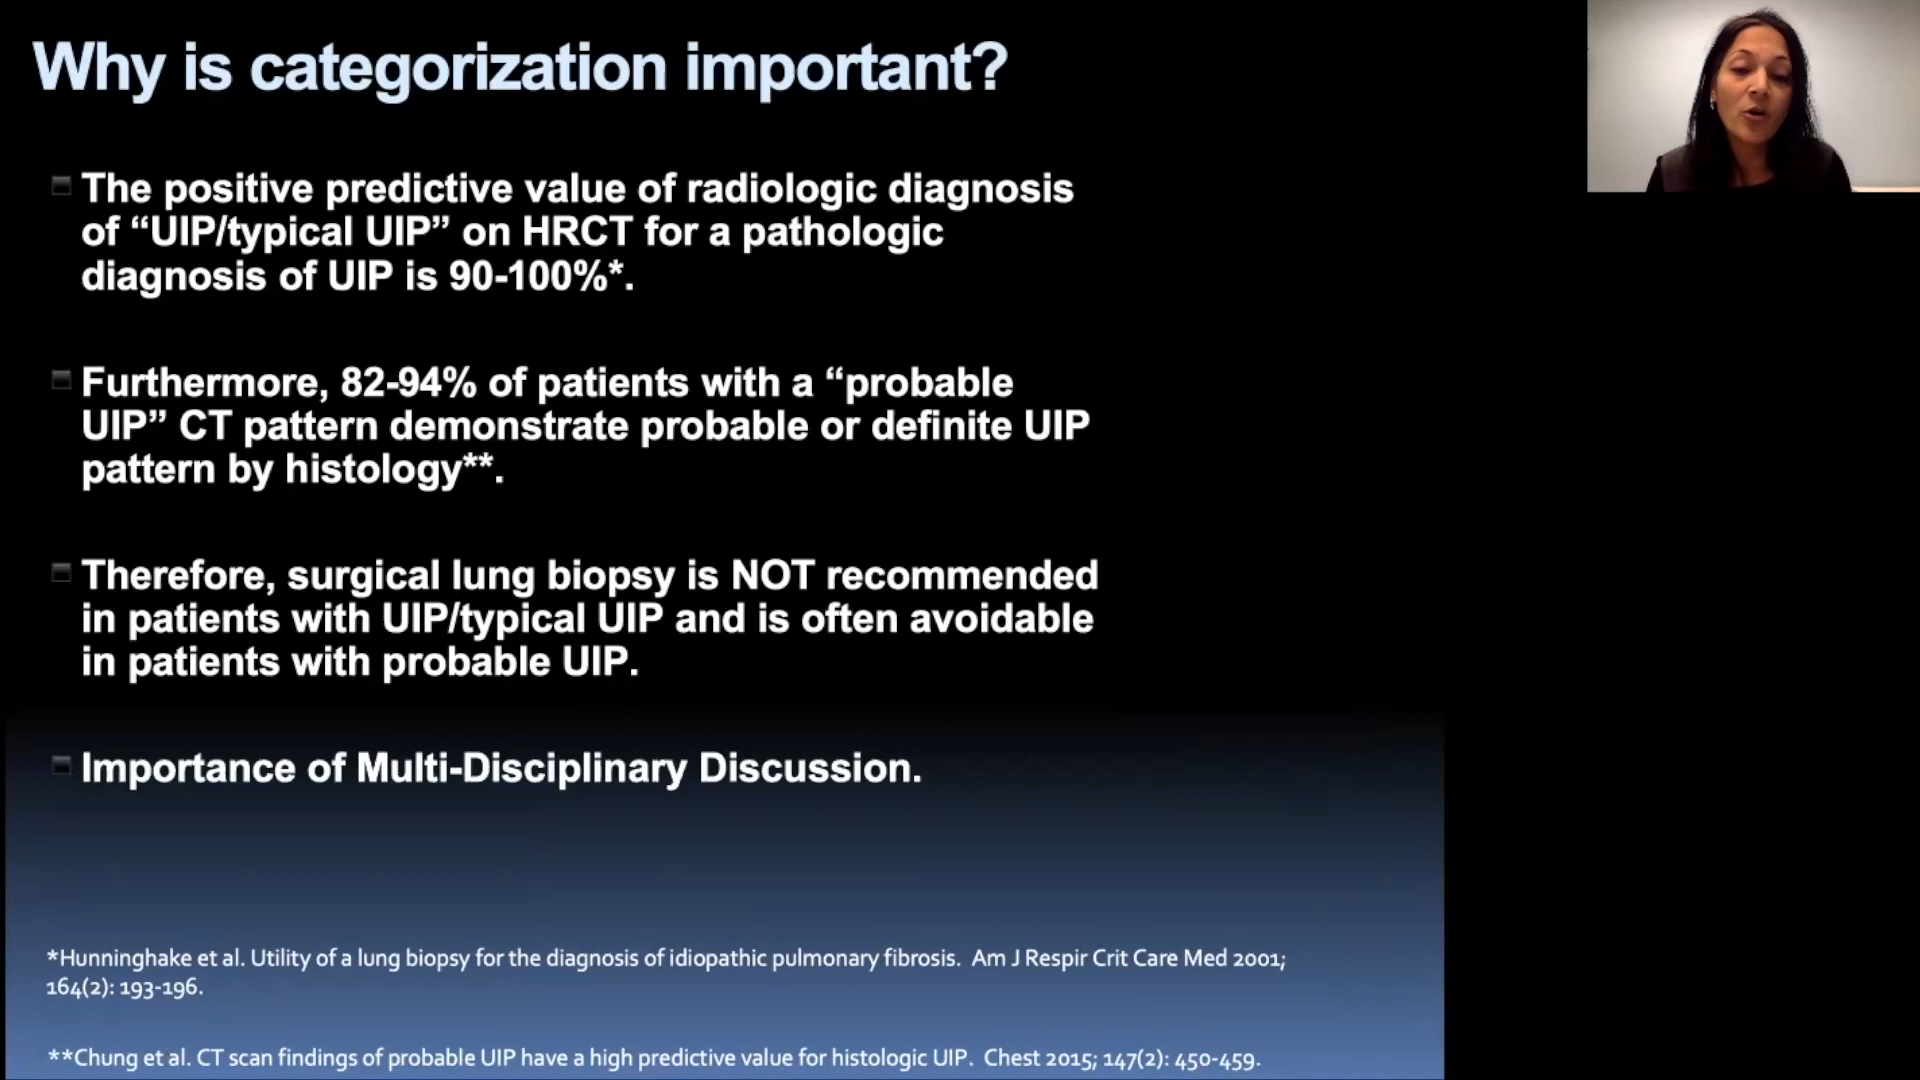 Why is categorization important?
The positive predictive value of radiologic diagnosis
of “UIP/typical UIP” on HRCT for a pathologic
diagnosis of UIP is 90-100%*.
Furthermore, 82-94% of patients with a “probable
UIP” CT pattern demonstrate probable or definite UIP
pattern by histology**.
Therefore, surgical lung biopsy is NOT recommended
in patients with UIP/typical UIP and is often avoidable
in patients with probable UIP.
Importance of Multi-Disciplinary Discussion.
*Hunninghake et al. Utility of a lung biopsy for the diagnosis of idiopathic pulmonary fibrosis.  Am J Respir Crit Care Med 2001;
164(2): 193-196.
**Chung et al. CT scan findings of probable UIP have a high predictive value for histologic UIP.  Chest 2015; 147(2): 450-459.